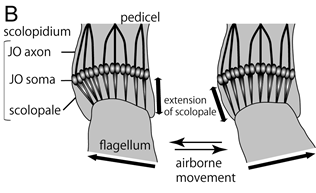 B
scolopidium
pedicel
JO axon
JO soma
scolopale
extension
of scolopale
flagellum
airborne
movement